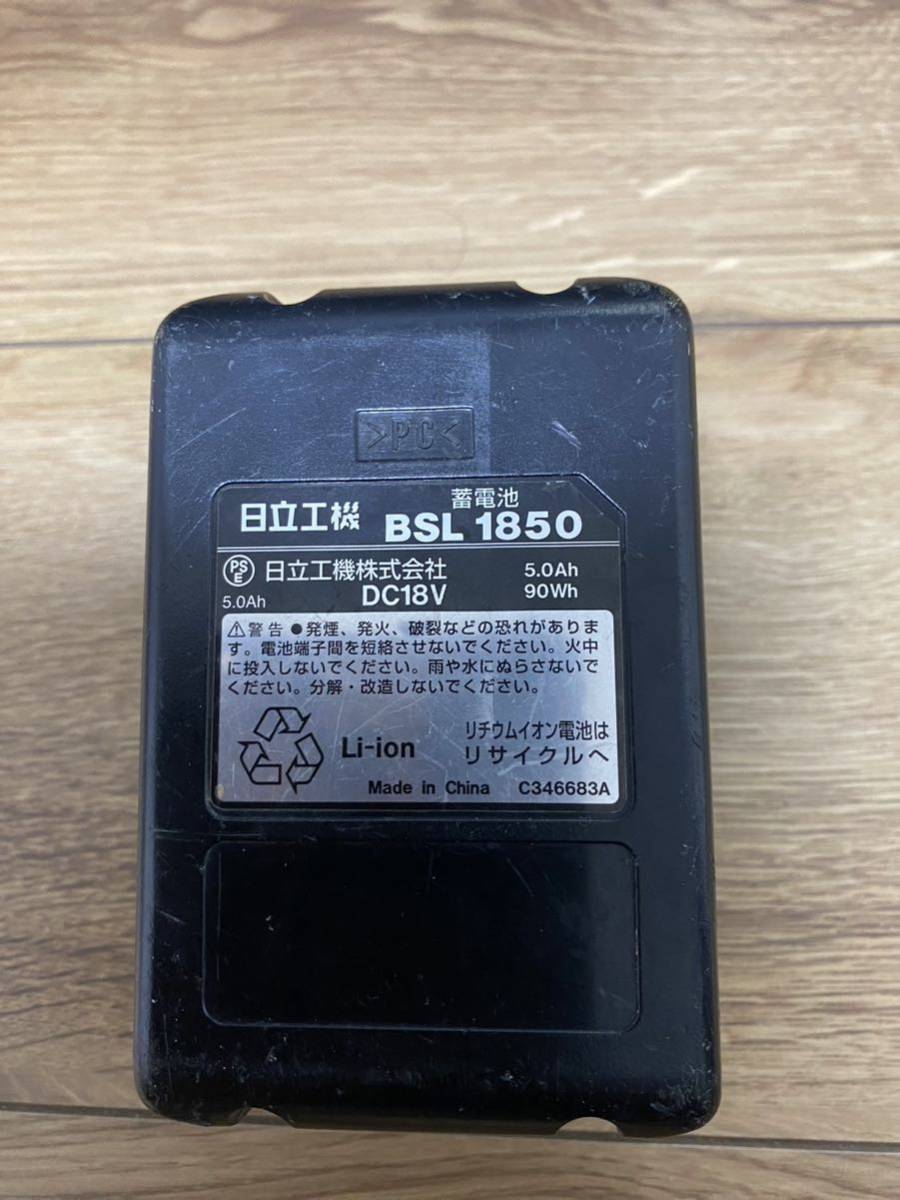 >PC<
日立工機 蓄電池 BSL 1850
PSE 日立工機株式会社 5.0Ah
5.0Ah DC18V 90Wh
⚠警告 ●発煙、発火、破裂などの恐れがありま
す。電池端子間を短絡させないでください。火中
に投入しないでください。雨や水にぬらさないで
ください。分解・改造しないでください。
Li-ion リチウムイオン電池は
リサイクルへ
Made in China C346683A